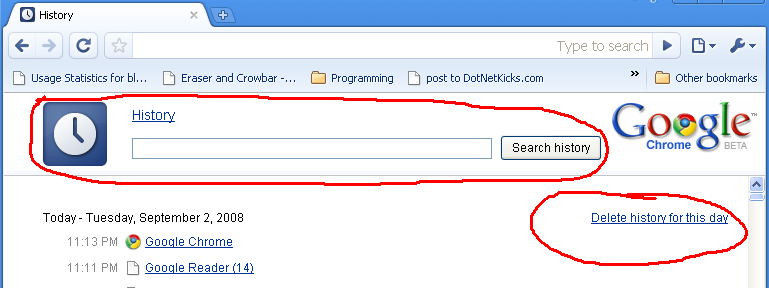 History
Type to search
Usage Statistics for bl... Eraser and Crowbar -... Programming post to DotNetKicks.com » Other bookmarks
History
Search history
Google™
Chrome BETA
Today - Tuesday, September 2, 2008 Delete history for this day
11:13 PM Google Chrome
11:11 PM Google Reader (14)